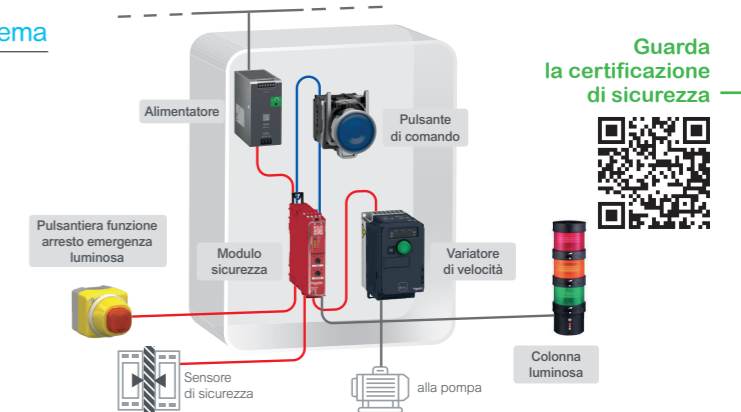 ema
Guarda
la certificazione
di sicurezza
Alimentatore
Pulsante
di comando
Pulsantiera funzione
arresto emergenza
luminosa
Modulo
sicurezza
Variatore
di velocità
Colonna
luminosa
Sensore
di sicurezza
alla pompa